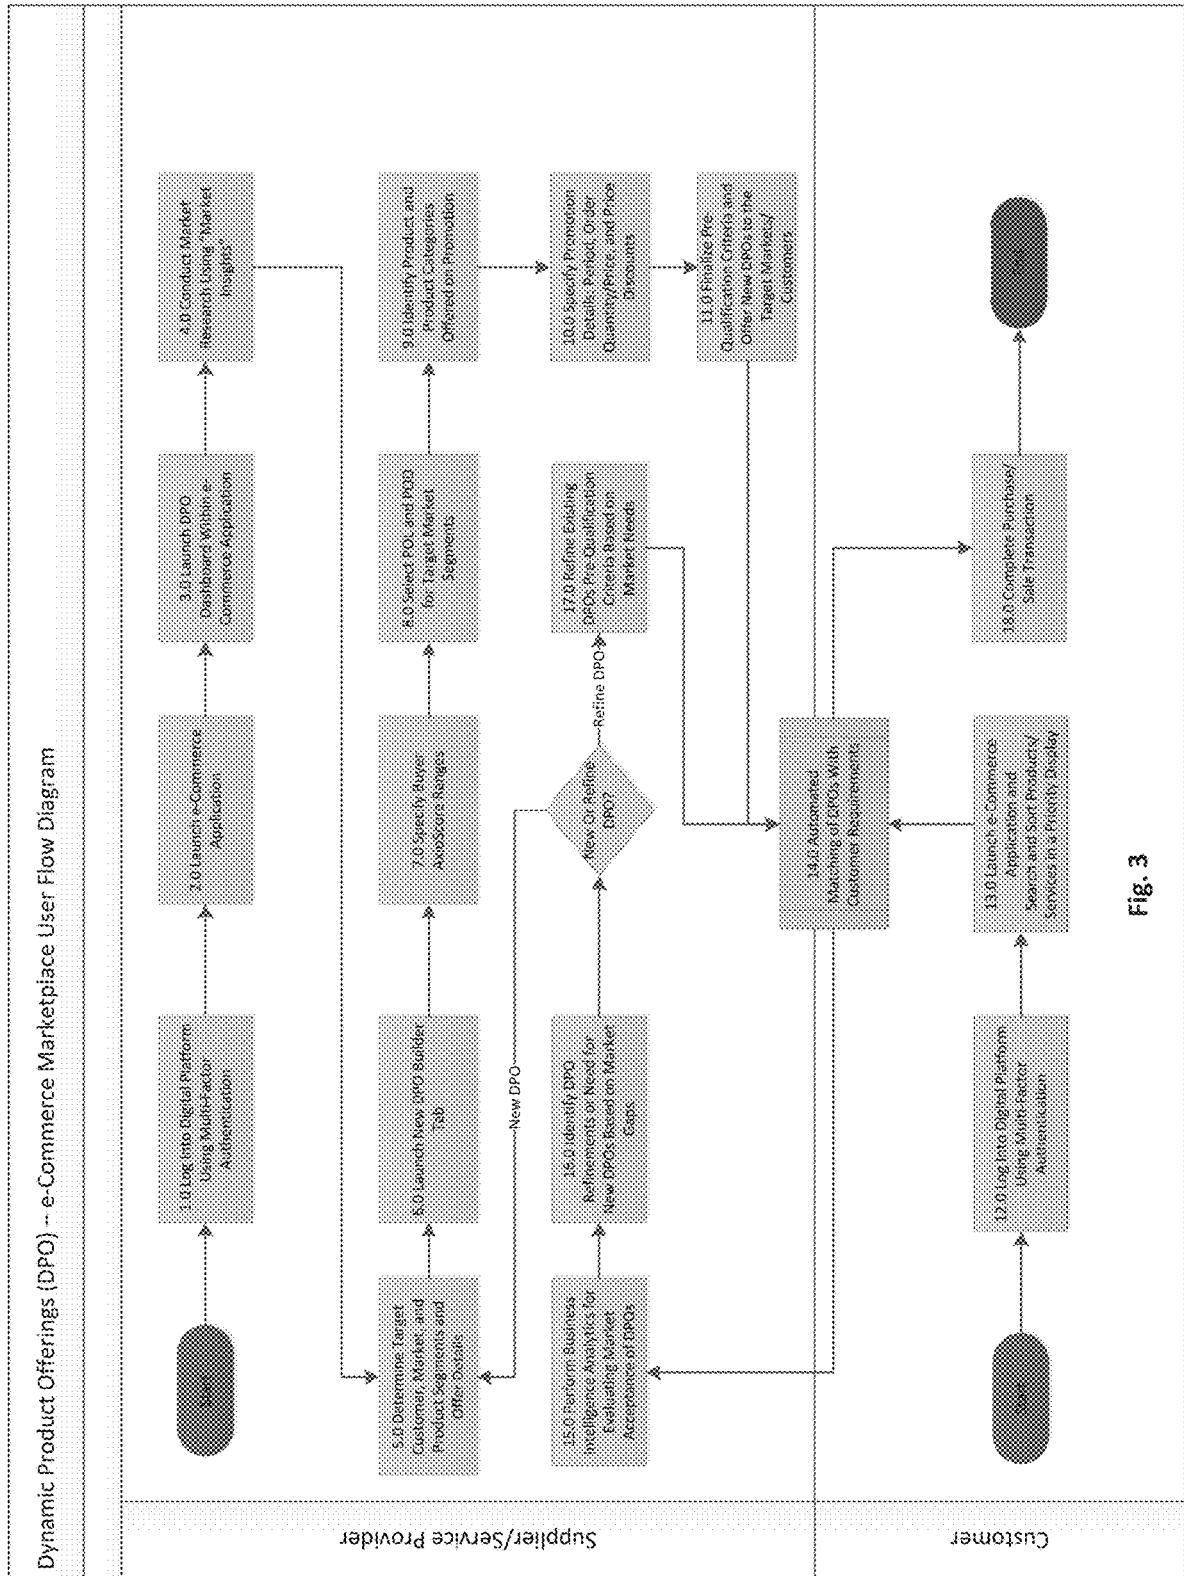 Dynamic Product Offerings (DPO) -- e-Commerce Marketplace User Flow Diagram
Supplier/Service Provider
Start
1.0 Log Into Digital Platform
Using Multi-Factor
Authentication
2.0 Launch e-Commerce
Application
3.0 Launch DPO
Dashboard Within e-
Commerce Application
4.0 Conduct Market
Research Using "Market
Insights"
5.0 Determine Target
Customer, Market, and
Product Segments and
Offer Details
6.0 Launch New DPO Builder
Tab
7.0 Specify Buyer
Ranges
8.0 Select POL and POD
for Target Market
Segments
9.0 Identify Product and
Product Categories
Offered on Promotion
New DPO
15.0 Perform Business
Intelligence Analytics for
Evaluating Market
Acceptance of DPOs
16.0 Identify DPO
Refinements or Need for
New DPOs Based on Market
Gaps
New Or Refine
DPO?
Refine DPO
17.0 Refine Existing
DPOs Pre-Qualification
Criteria Based on
Market Needs
10.0 Specify Promotion
Details: Period, Order
Quantity/Price, and Price
Discounts
11.0 Finalize Pre-
Qualification Criteria and
Offer New DPOs to the
Target Market/
Customers
14.0 Automated
Matching of DPOs With
Customer Requirements
Customer
Start
12.0 Log Into Digital Platform
Using Multi-Factor
Authentication
13.0 Launch e-Commerce
Application and
Search and Sort Products/
Services in a Priority Display
18.0 Complete Purchase/
Sale Transaction
Fig. 3